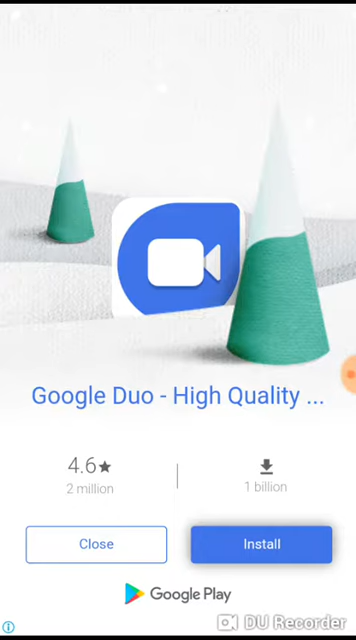 Google Duo - High Quality ...
4.6★
2 million
1 billion
Close
Install
Google Play
DU Recorder